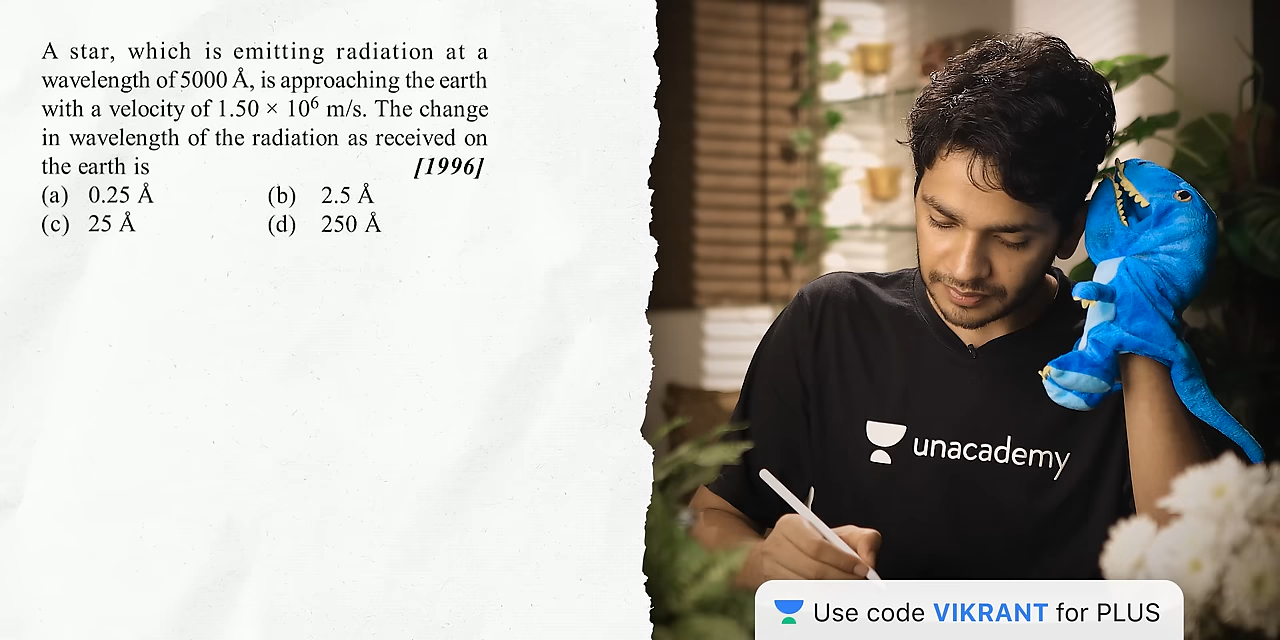 A star, which is emitting radiation at a
wavelength of 5000 Å, is approaching the earth
with a velocity of 1.50 × 10⁶ m/s. The change
in wavelength of the radiation as received on
the earth is [1996]
(a) 0.25 Å (b) 2.5 Å
(c) 25 Å (d) 250 Å
unacademy
Use code VIKRANT for PLUS